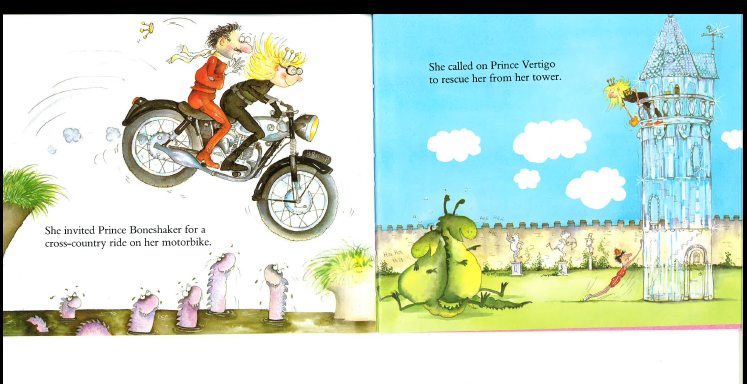 She called on Prince Vertigo
to rescue her from her tower.
She invited Prince Boneshaker for a
cross-country ride on her motorbike.